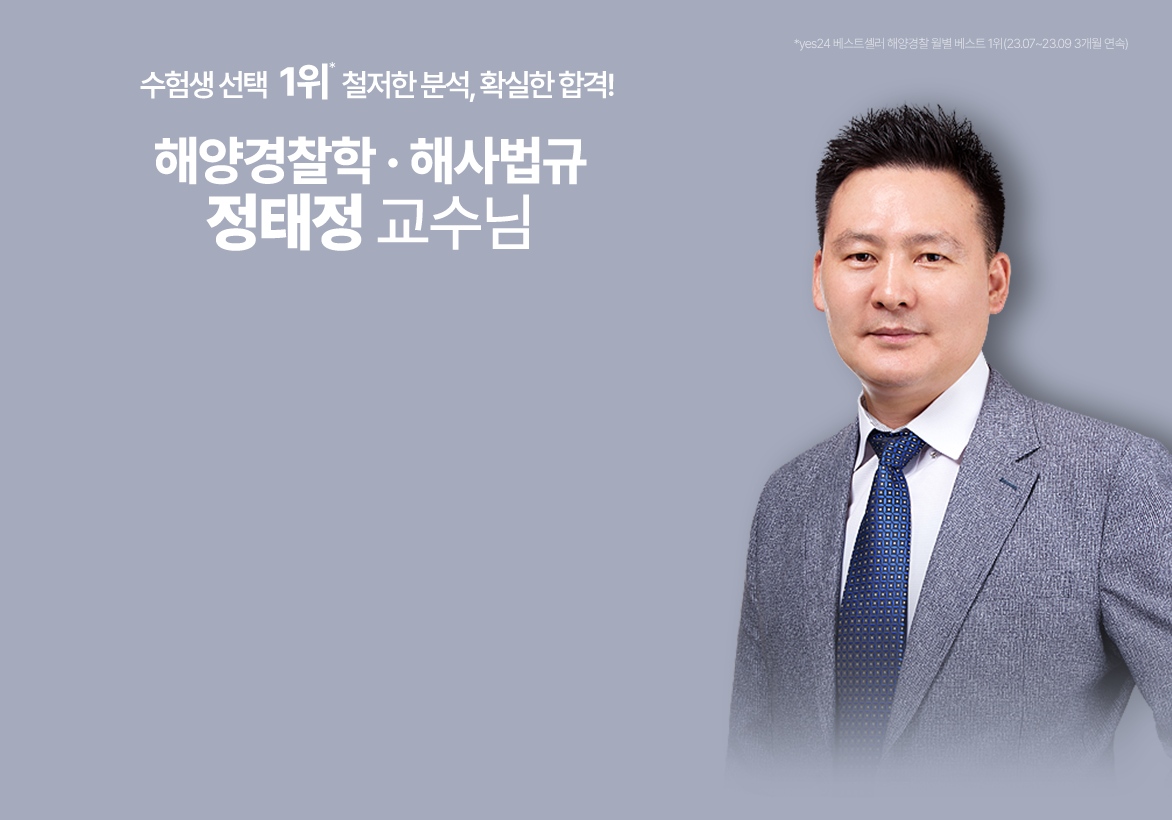 *yes24 베스트셀러 해양경찰 월별 베스트 1위(23.07~23.09 3개월 연속)
수험생 선택 1위* 철저한 분석, 확실한 합격!
해양경찰학 · 해사법규
정태정 교수님